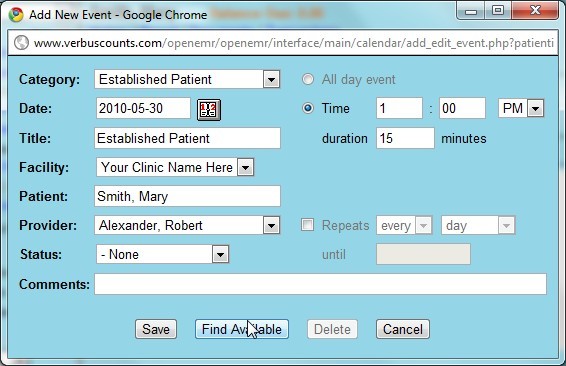 Add New Event - Google Chrome
www.verbuscounts.com/openemr/openemr/interface/main/calendar/add_edit_event.php?patienti
Category: Established Patient All day event
Date: 2010-05-30 Time 1 : 00 PM
Title: Established Patient duration 15 minutes
Facility: Your Clinic Name Here
Patient: Smith, Mary
Provider: Alexander, Robert Repeats every day
Status: - None until
Comments:
Save Find Available Delete Cancel